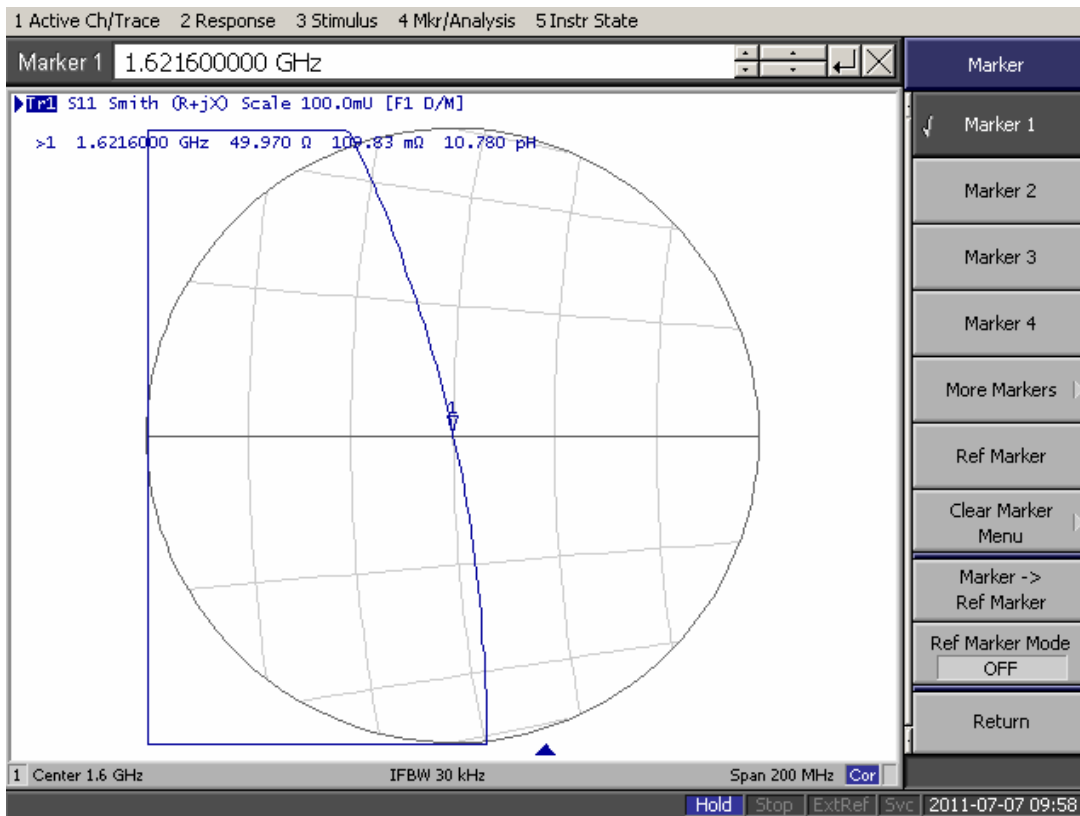 1 Active Ch/Trace 2 Response 3 Stimulus 4 Mkr/Analysis 5 Instr State
Marker 1 1.621600000 GHz
Marker
Tr1 S11 Smith (R+jX) Scale 100.0mU [F1 D/M]
>1 1.6216000 GHz 49.970 Ω 109.83 mΩ 10.780 pH
1
Marker 1
Marker 2
Marker 3
Marker 4
More Markers
Ref Marker
Clear Marker
Menu
Marker ->
Ref Marker
Ref Marker Mode
OFF
Return
1 Center 1.6 GHz IFBW 30 kHz Span 200 MHz Cor
Hold Stop ExtRef Svc 2011-07-07 09:58